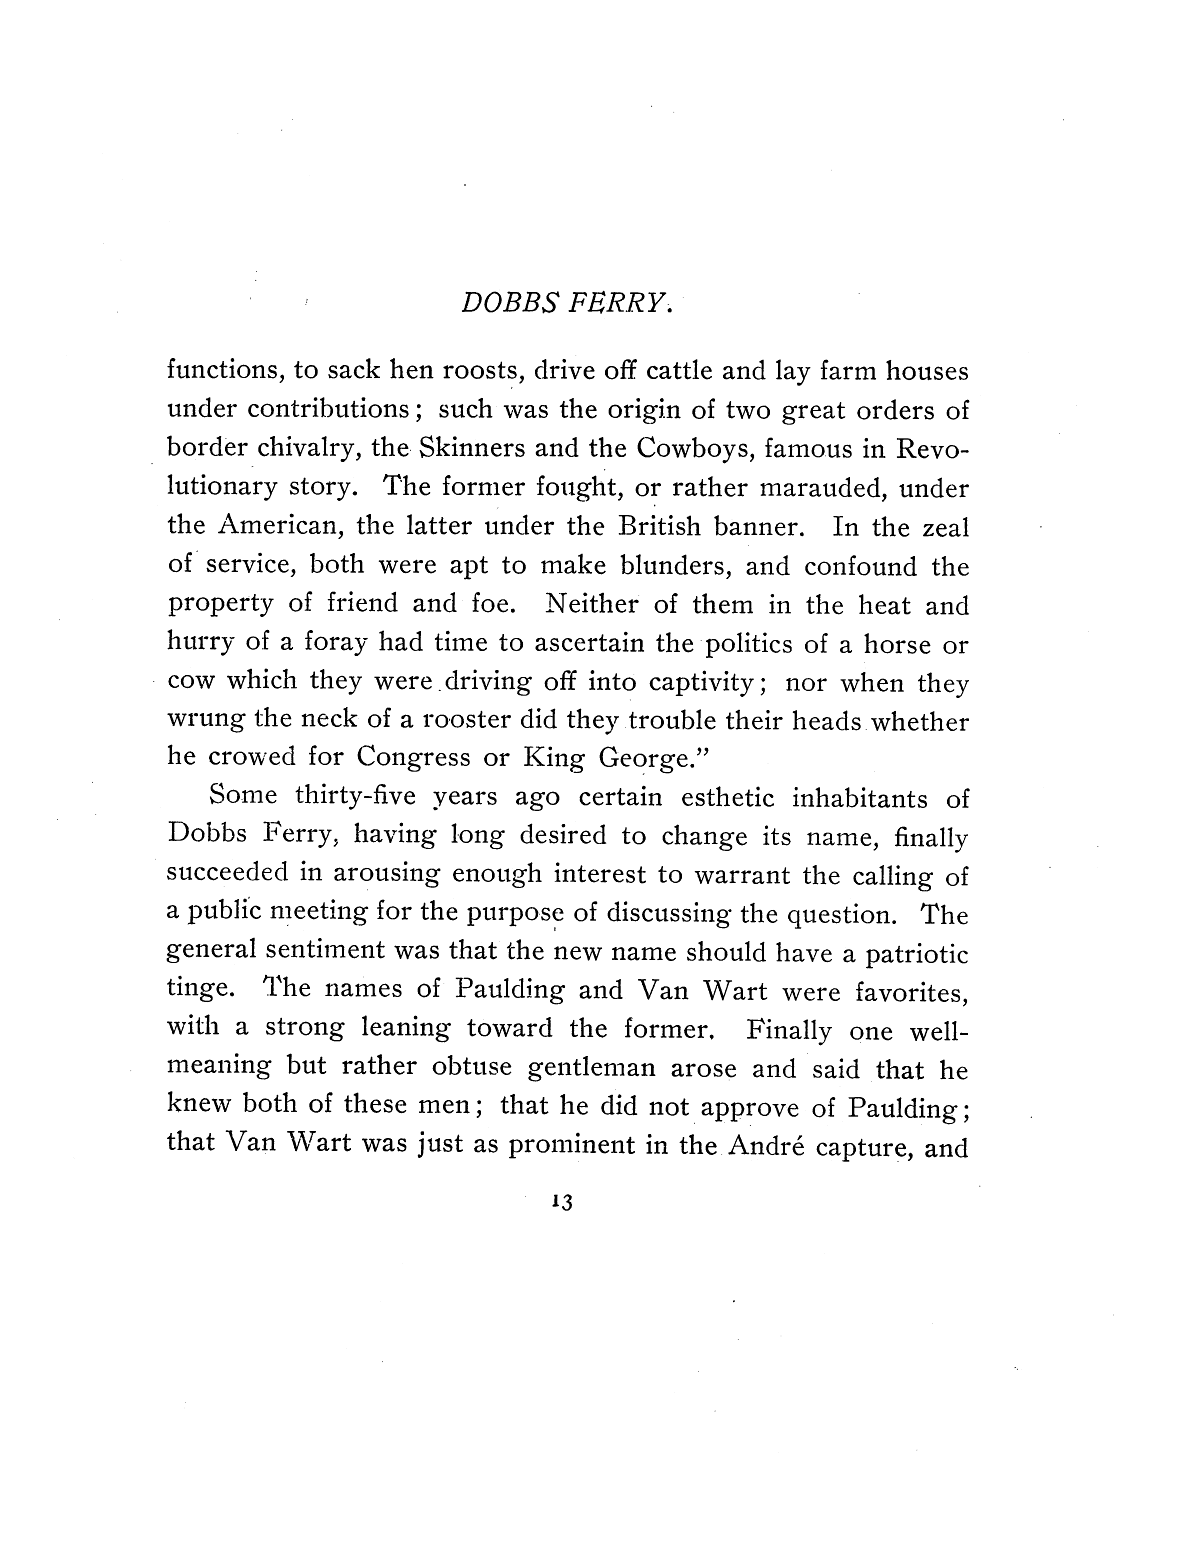 DOBBS FERRY.
functions, to sack hen roosts, drive off cattle and lay farm houses
under contributions; such was the origin of two great orders of
border chivalry, the Skinners and the Cowboys, famous in Revo-
lutionary story. The former fought, or rather marauded, under
the American, the latter under the British banner. In the zeal
of service, both were apt to make blunders, and confound the
property of friend and foe. Neither of them in the heat and
hurry of a foray had time to ascertain the politics of a horse or
cow which they were driving off into captivity; nor when they
wrung the neck of a rooster did they trouble their heads whether
he crowed for Congress or King George.”
Some thirty-five years ago certain esthetic inhabitants of
Dobbs Ferry, having long desired to change its name, finally
succeeded in arousing enough interest to warrant the calling of
a public meeting for the purpose of discussing the question. The
general sentiment was that the new name should have a patriotic
tinge. The names of Paulding and Van Wart were favorites,
with a strong leaning toward the former. Finally one well-
meaning but rather obtuse gentleman arose and said that he
knew both of these men; that he did not approve of Paulding;
that Van Wart was just as prominent in the André capture, and
13